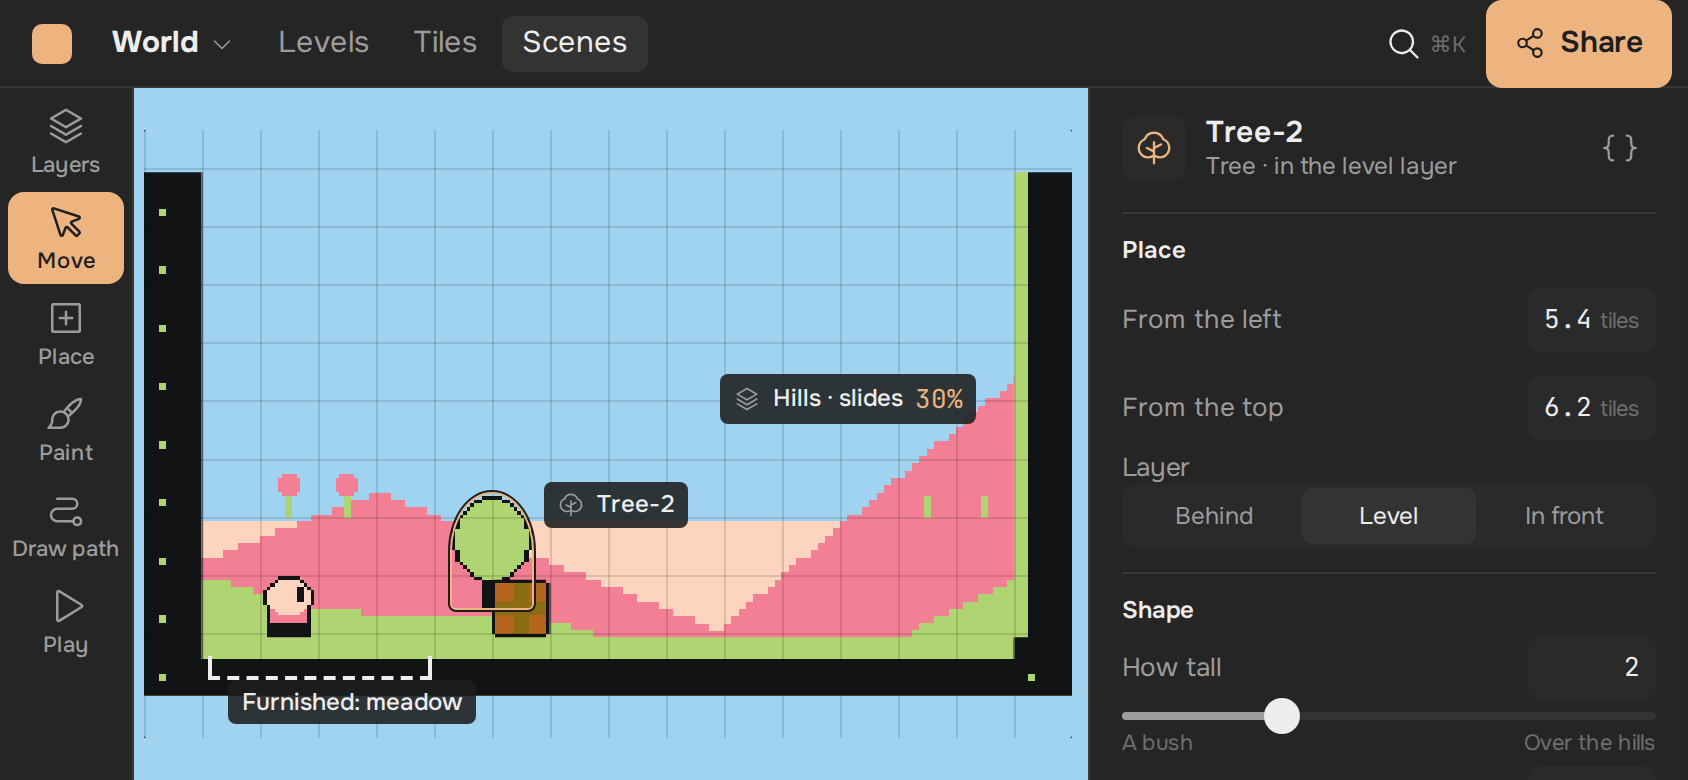 World Levels Tiles Scenes ⌘K Share
Layers
Move
Place
Paint
Draw path
Play
Hills · slides 30%
Tree-2
Furnished: meadow
Tree-2
Tree · in the level layer
Place
From the left 5.4 tiles
From the top 6.2 tiles
Layer
Behind Level In front
Shape
How tall 2
A bush Over the hills